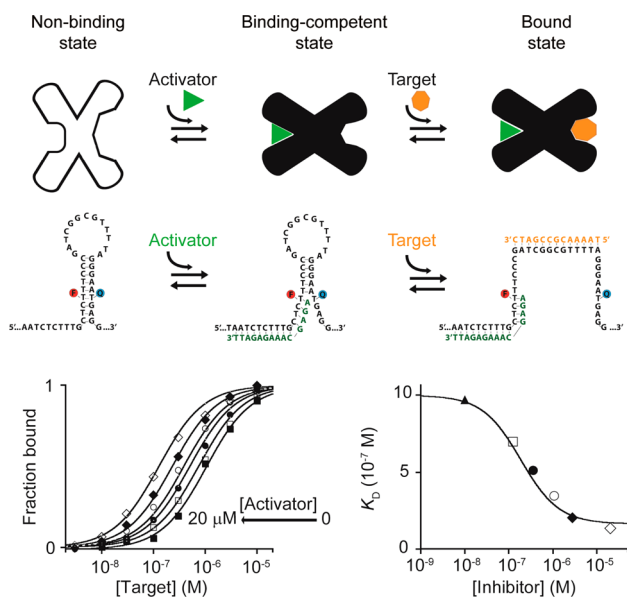 Non-binding state
Binding-competent state
Bound state
Activator
Target
Activator
Target
3'CTAGCCGCAAAAT5'
GATCGGCGTTTTA
F
Q
F
Q
F
Q
AGAG
5'...AATCTCTTTG
G...3'
5'...TAATCTCTTTG
G...3'
3'TTAGAGAAAC
5'...AATCTCTTTG
G...3'
3'TTAGAGAAAC
1
0
Fraction bound
[Activator]
20 μM
0
10⁻⁸
10⁻⁷
10⁻⁶
10⁻⁵
[Target] (M)
10
5
0
K_D (10⁻⁷ M)
10⁻⁹
10⁻⁸
10⁻⁷
10⁻⁶
10⁻⁵
[Inhibitor] (M)